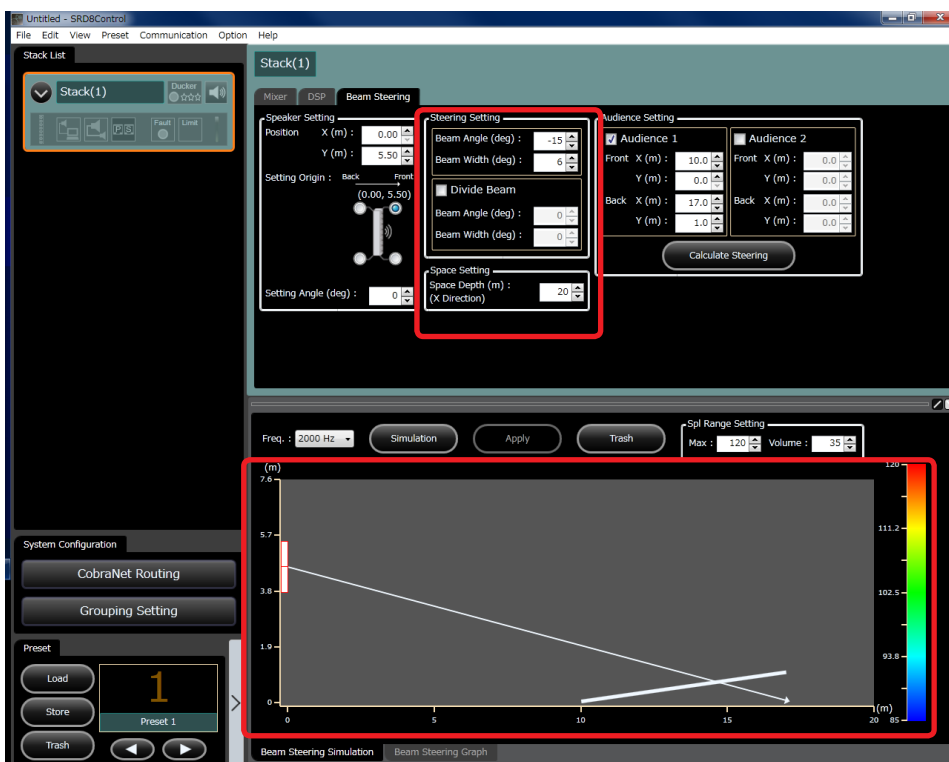 Untitled - SRD8Control
File Edit View Preset Communication Option Help
Stack List
Stack(1)
Ducker
PS
Fault
Limit
System Configuration
CobraNet Routing
Grouping Setting
Preset
Load
Store
Trash
1
Preset 1
Stack(1)
Mixer DSP Beam Steering
Speaker Setting
Position X (m) : 0.00
Y (m) : 5.50
Setting Origin : Back Front
(0.00, 5.50)
Setting Angle (deg) : 0
Steering Setting
Beam Angle (deg) : -15
Beam Width (deg) : 6
Divide Beam
Beam Angle (deg) : 0
Beam Width (deg) : 0
Space Setting
Space Depth (m) : 20
(X Direction)
Audience Setting
Audience 1
Front X (m) : 10.0
Y (m) : 0.0
Back X (m) : 17.0
Y (m) : 1.0
Audience 2
Front X (m) : 0.0
Y (m) : 0.0
Back X (m) : 0.0
Y (m) : 0.0
Calculate Steering
Freq. : 2000 Hz Simulation Apply Trash
Spl Range Setting
Max : 120 Volume : 35
(m)
7.6
5.7
3.8
1.9
0
0 5 10 15 20
(m)
120
111.2
102.5
93.8
85
Beam Steering Simulation Beam Steering Graph